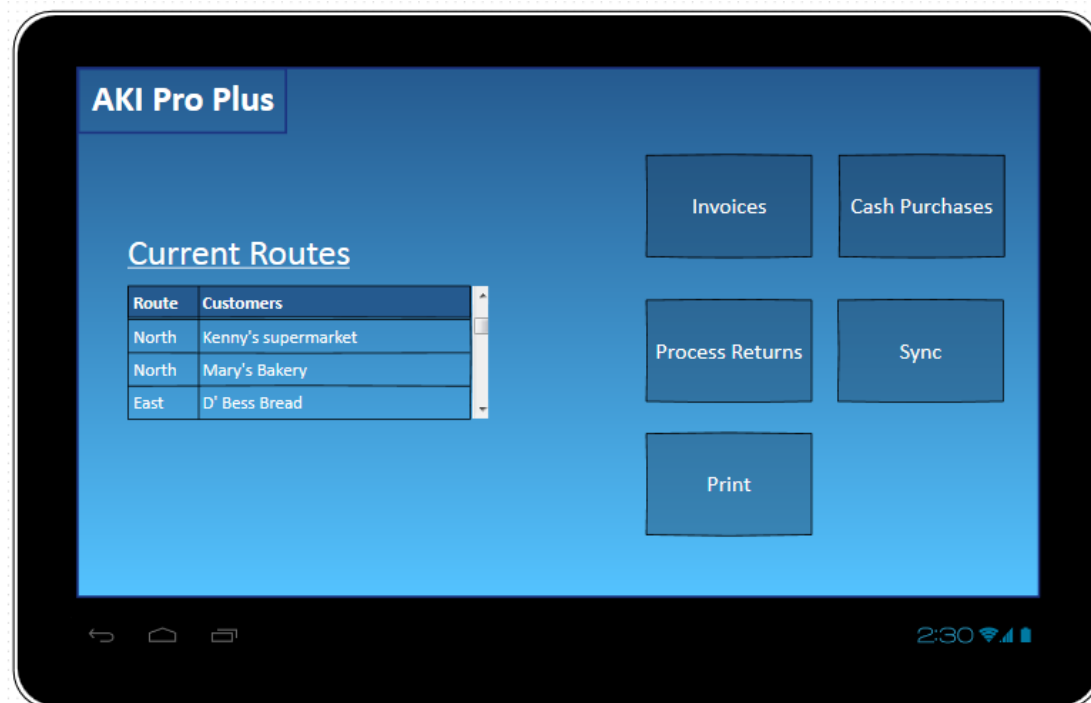 AKI Pro Plus
Invoices
Cash Purchases
Current Routes
Route Customers
North Kenny's supermarket
North Mary's Bakery
East D' Bess Bread
Process Returns
Sync
Print
2:30